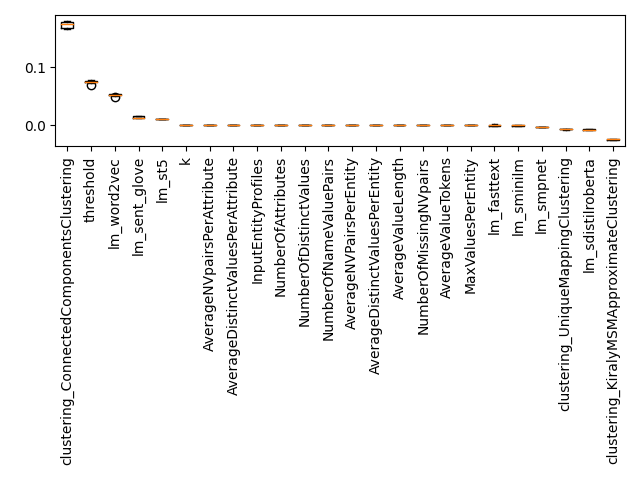 0.1
0.0
clustering_ConnectedComponentsClustering
threshold
lm_word2vec
lm_sent_glove
lm_st5
k
AverageNVpairsPerAttribute
AverageDistinctValuesPerAttribute
InputEntityProfiles
NumberOfAttributes
NumberOfDistinctValues
NumberOfNameValuePairs
AverageNVPairsPerEntity
AverageDistinctValuesPerEntity
AverageValueLength
NumberOfMissingNVpairs
AverageValueTokens
MaxValuesPerEntity
lm_fasttext
lm_sminilm
lm_smpnet
clustering_UniqueMappingClustering
lm_sdistilroberta
clustering_KiralyMSMApproximateClustering